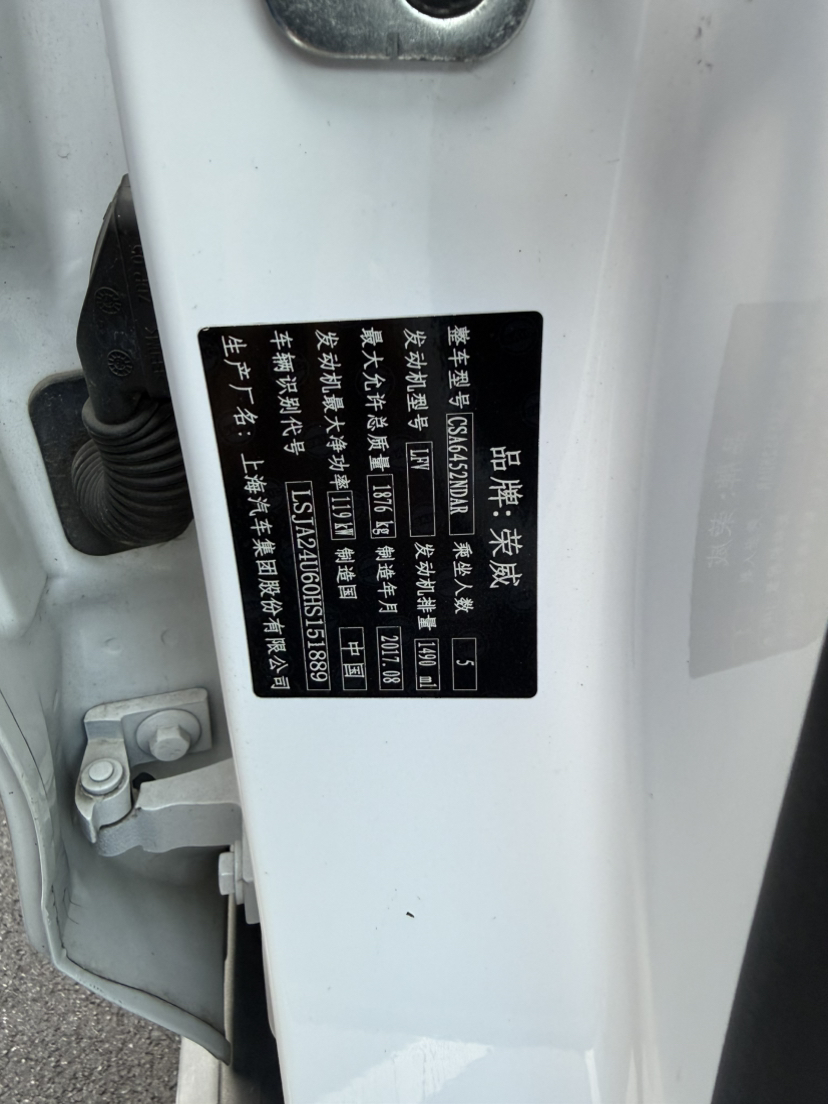 品牌：荣威
整车型号 CSA6452NDAR 乘坐人数 5
发动机型号 LFV 发动机排量 1490 ml
最大允许总质量 1876 kg 制造年月 2017.08
发动机最大净功率 119 kW 制造国 中国
车辆识别代号 LSJA24U60HS151889
生产厂名：上海汽车集团股份有限公司